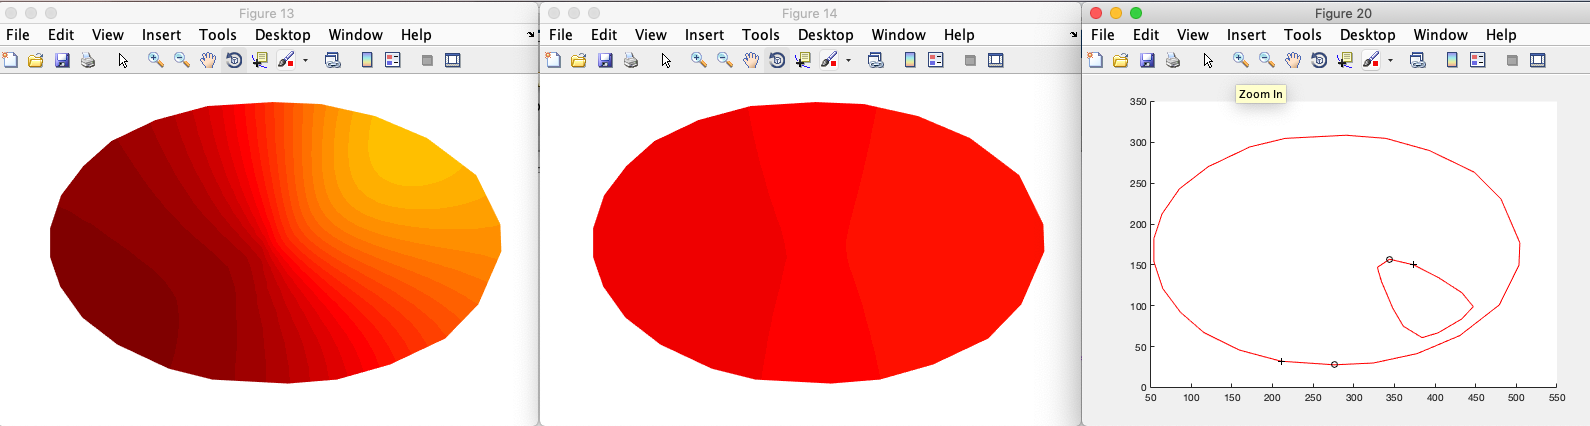 Figure 13
File Edit View Insert Tools Desktop Window Help
Figure 14
File Edit View Insert Tools Desktop Window Help
Figure 20
File Edit View Insert Tools Desktop Window Help
Zoom In
350
300
250
200
150
100
50
0
50 100 150 200 250 300 350 400 450 500 550